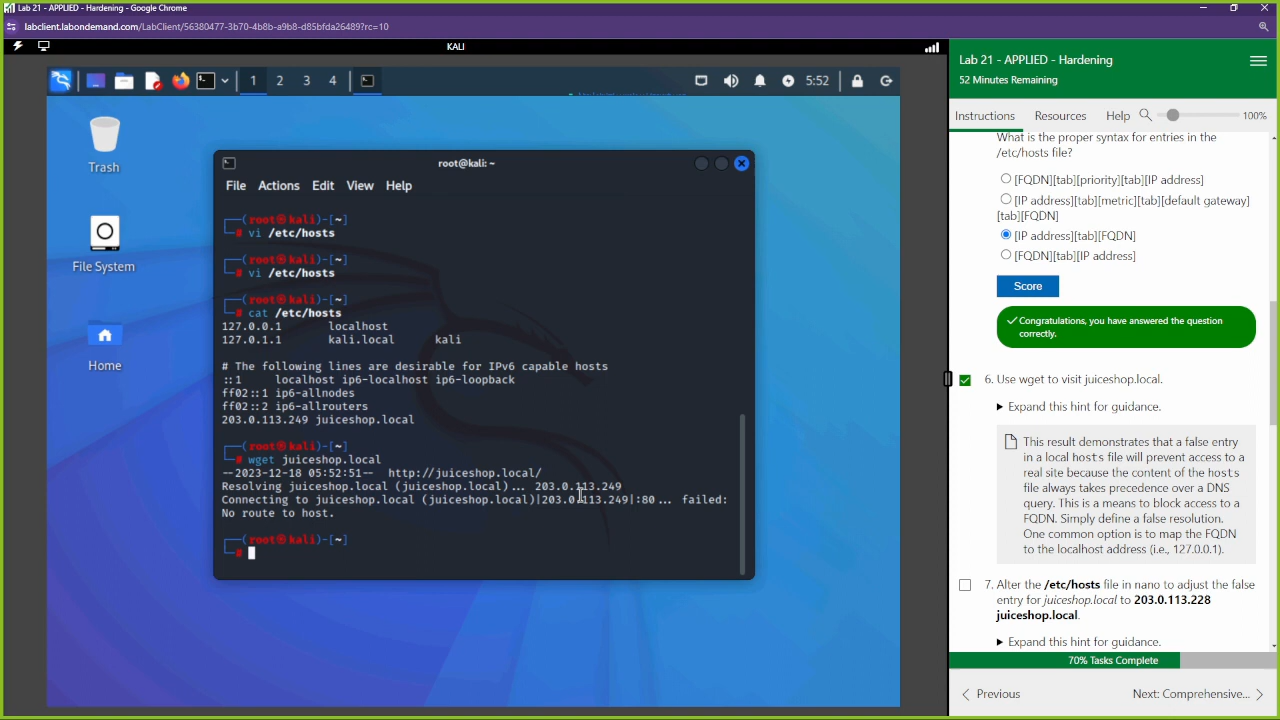 Lab 21 - APPLIED - Hardening - Google Chrome
labclient.labondemand.com/LabClient/56380477-3b70-4b8b-a9b8-d85bfda26489?rc=10
KALI
1 2 3 4
5:52
Trash
File System
Home
root@kali: ~
File Actions Edit View Help
(root㉿kali)-[~]
# vi /etc/hosts
(root㉿kali)-[~]
# vi /etc/hosts
(root㉿kali)-[~]
# cat /etc/hosts
127.0.0.1 localhost
127.0.1.1 kali.local kali
# The following lines are desirable for IPv6 capable hosts
::1 localhost ip6-localhost ip6-loopback
ff02::1 ip6-allnodes
ff02::2 ip6-allrouters
203.0.113.249 juiceshop.local
(root㉿kali)-[~]
# wget juiceshop.local
--2023-12-18 05:52:51-- http://juiceshop.local/
Resolving juiceshop.local (juiceshop.local)... 203.0.113.249
Connecting to juiceshop.local (juiceshop.local)|203.0.113.249|:80... failed:
No route to host.
(root㉿kali)-[~]
#
Lab 21 - APPLIED - Hardening
52 Minutes Remaining
Instructions Resources Help 100%
What is the proper syntax for entries in the
/etc/hosts file?
[FQDN][tab][priority][tab][IP address]
[IP address][tab][metric][tab][default gateway]
[tab][FQDN]
[IP address][tab][FQDN]
[FQDN][tab][IP address]
Score
Congratulations, you have answered the question
correctly.
6. Use wget to visit juiceshop.local.
Expand this hint for guidance.
This result demonstrates that a false entry
in a local hosts file will prevent access to a
real site because the content of the hosts
file always takes precedence over a DNS
query. This is a means to block access to a
FQDN. Simply define a false resolution.
One common option is to map the FQDN
to the localhost address (i.e., 127.0.0.1).
7. Alter the /etc/hosts file in nano to adjust the false
entry for juiceshop.local to 203.0.113.228
juiceshop.local.
Expand this hint for guidance.
70% Tasks Complete
Previous
Next: Comprehensive...